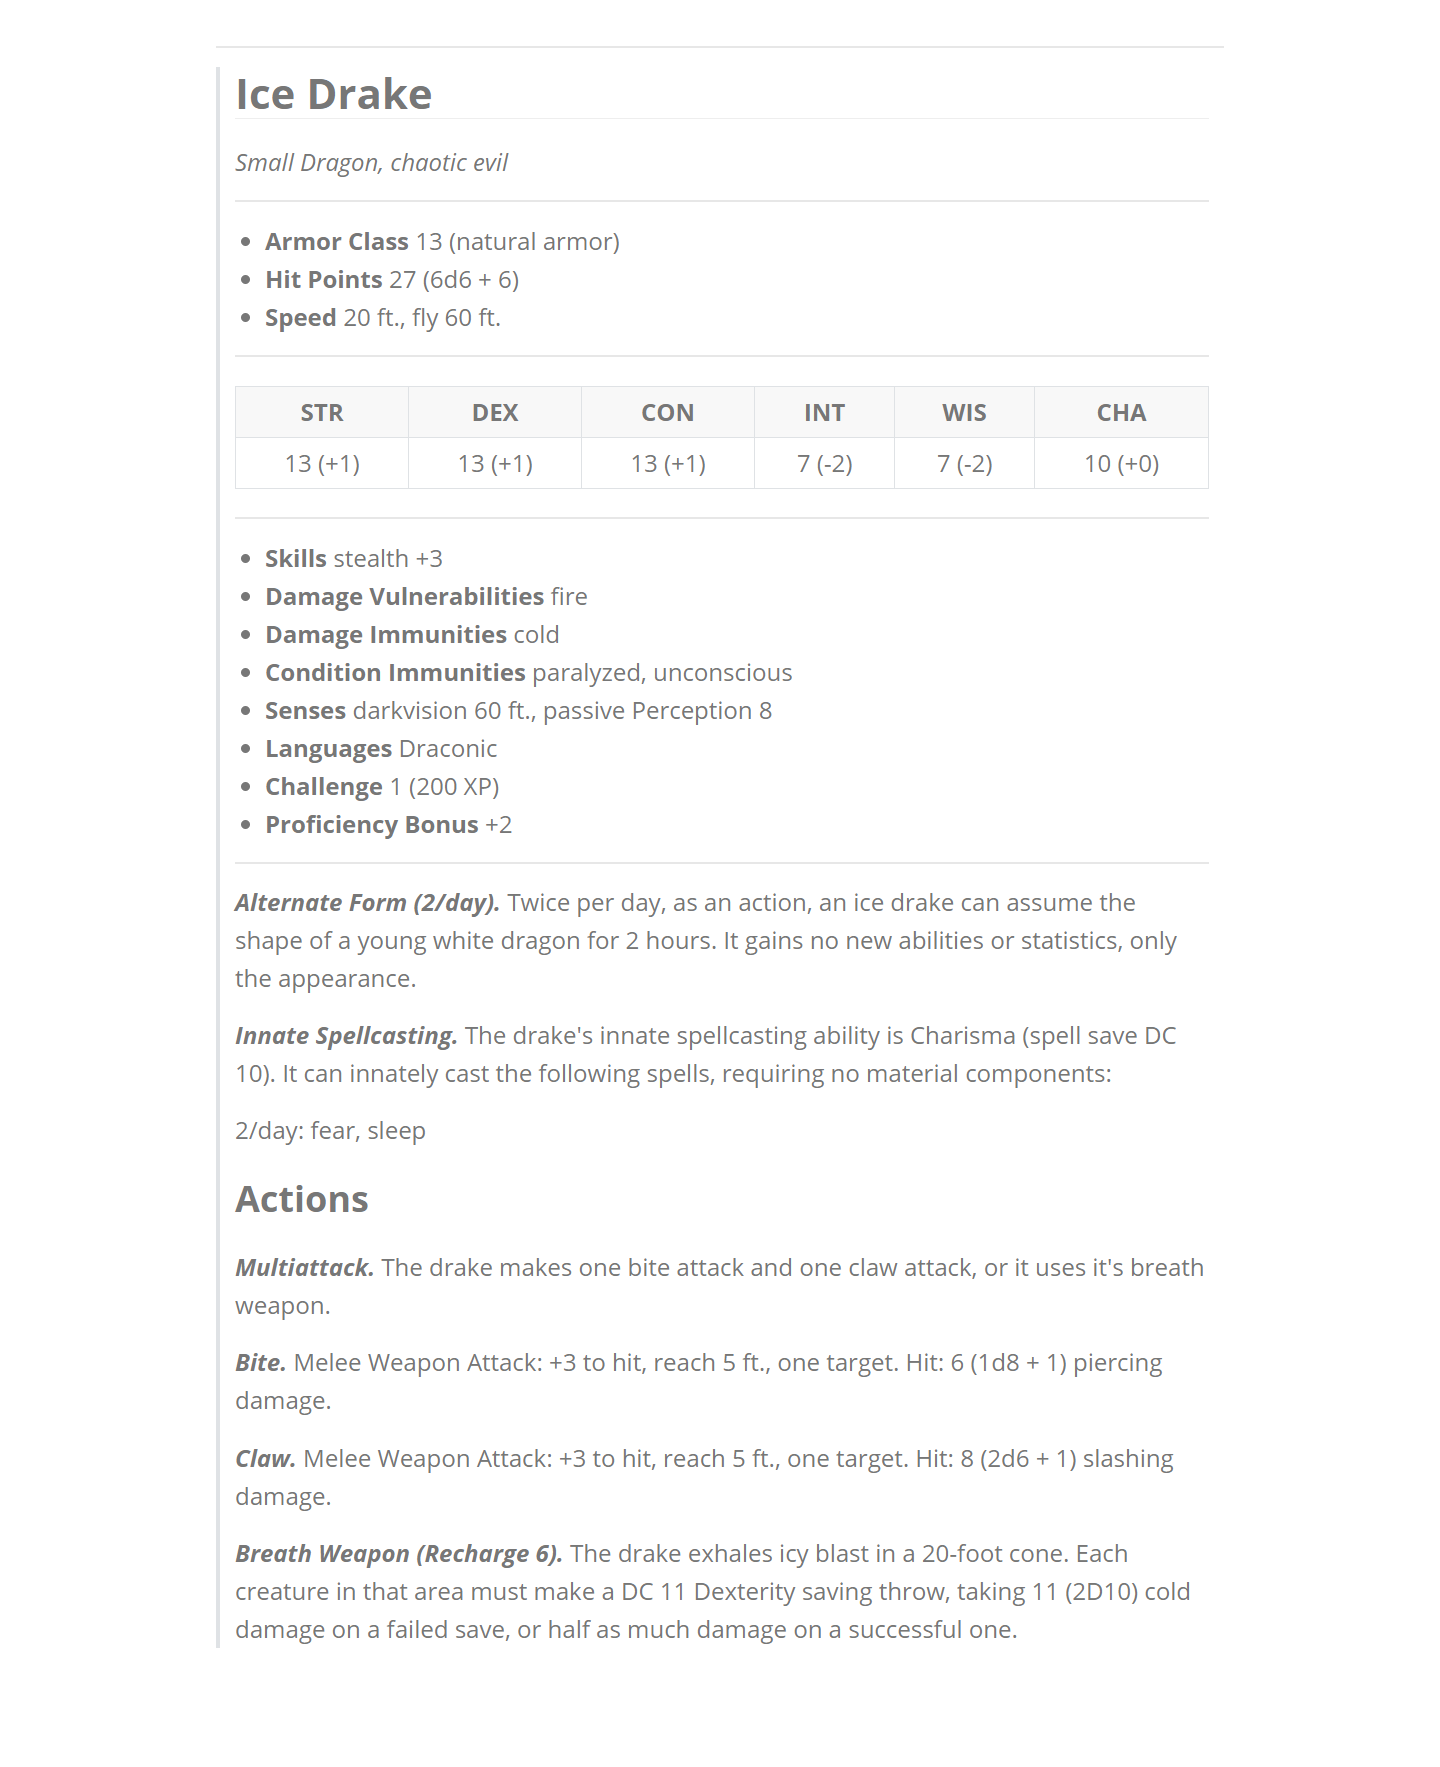 Ice Drake
Small Dragon, chaotic evil
• Armor Class 13 (natural armor)
• Hit Points 27 (6d6 + 6)
• Speed 20 ft., fly 60 ft.
STR DEX CON INT WIS CHA
13 (+1) 13 (+1) 13 (+1) 7 (-2) 7 (-2) 10 (+0)
• Skills stealth +3
• Damage Vulnerabilities fire
• Damage Immunities cold
• Condition Immunities paralyzed, unconscious
• Senses darkvision 60 ft., passive Perception 8
• Languages Draconic
• Challenge 1 (200 XP)
• Proficiency Bonus +2
Alternate Form (2/day). Twice per day, as an action, an ice drake can assume the
shape of a young white dragon for 2 hours. It gains no new abilities or statistics, only
the appearance.
Innate Spellcasting. The drake's innate spellcasting ability is Charisma (spell save DC
10). It can innately cast the following spells, requiring no material components:
2/day: fear, sleep
Actions
Multiattack. The drake makes one bite attack and one claw attack, or it uses it's breath
weapon.
Bite. Melee Weapon Attack: +3 to hit, reach 5 ft., one target. Hit: 6 (1d8 + 1) piercing
damage.
Claw. Melee Weapon Attack: +3 to hit, reach 5 ft., one target. Hit: 8 (2d6 + 1) slashing
damage.
Breath Weapon (Recharge 6). The drake exhales icy blast in a 20-foot cone. Each
creature in that area must make a DC 11 Dexterity saving throw, taking 11 (2D10) cold
damage on a failed save, or half as much damage on a successful one.